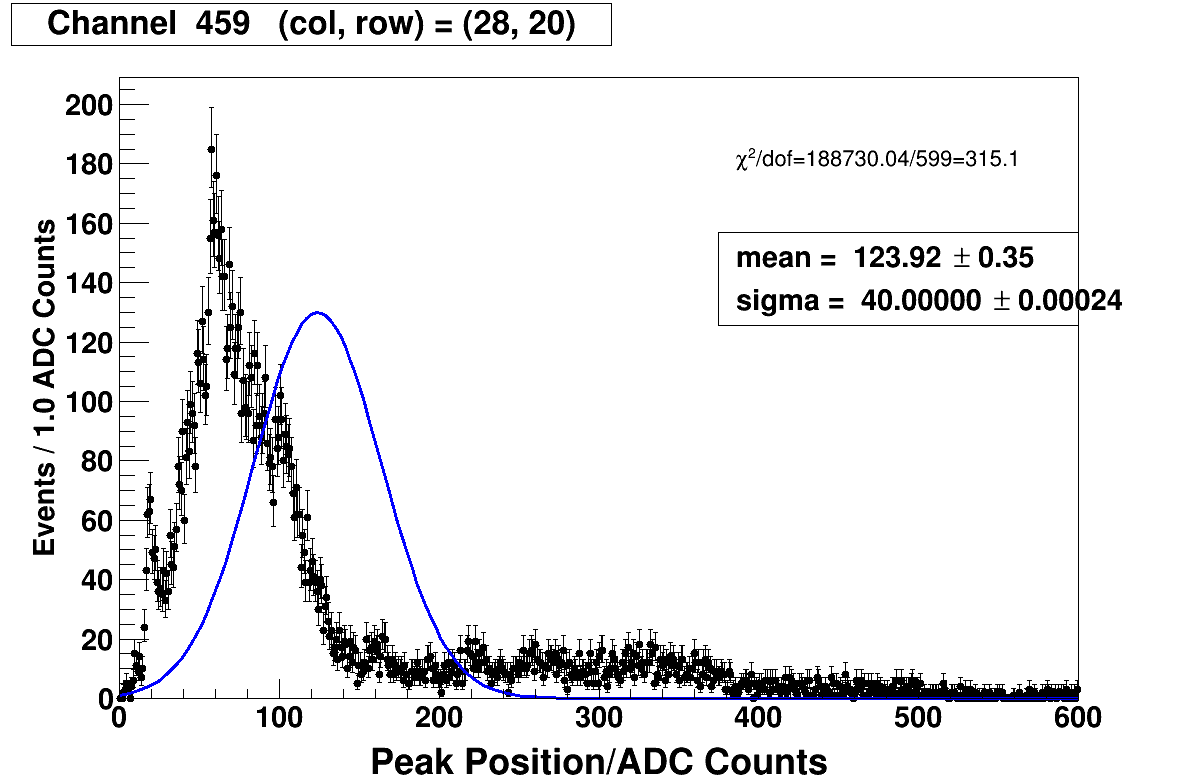 Channel 459 (col, row) = (28, 20)
χ²/dof=188730.04/599=315.1
mean = 123.92 ± 0.35
sigma = 40.00000 ± 0.00024
Events / 1.0 ADC Counts
200
180
160
140
120
100
80
60
40
20
0
0 100 200 300 400 500 600
Peak Position/ADC Counts